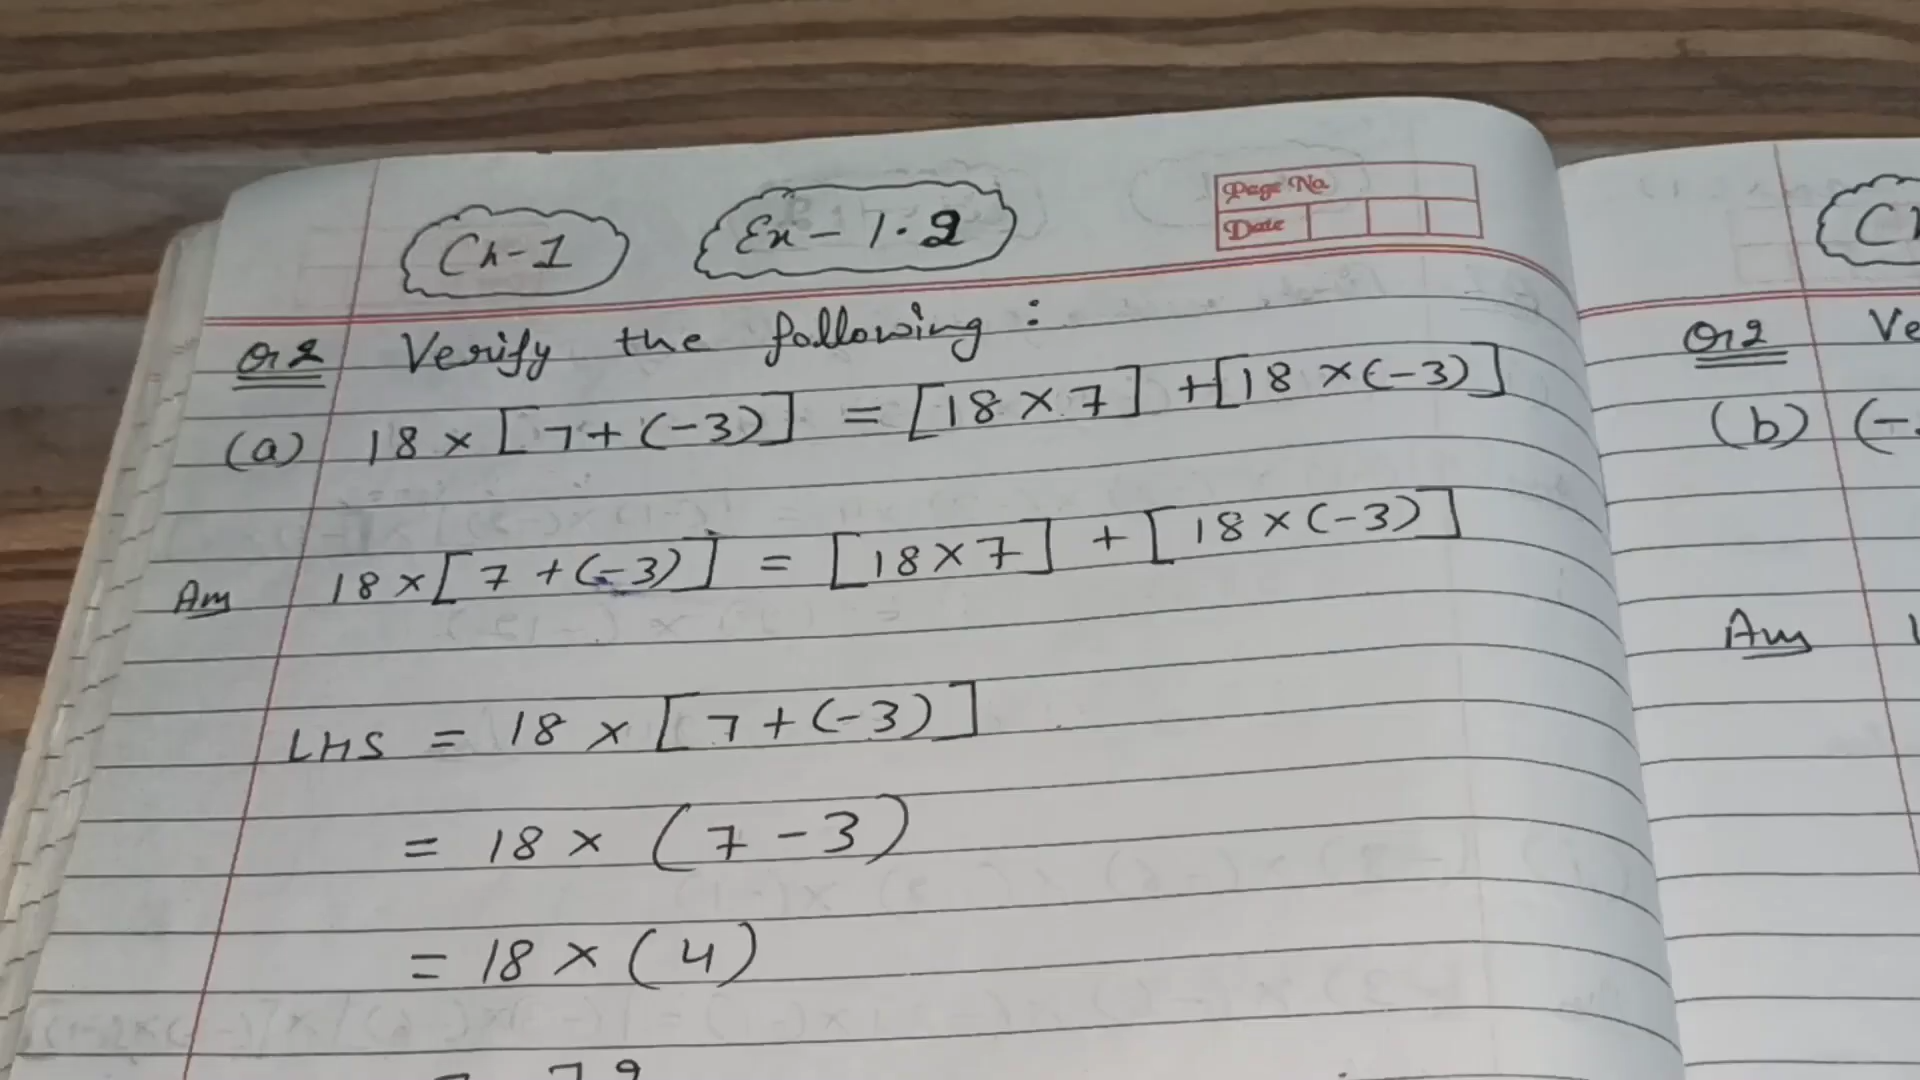 Ch-1 Ex-1.2
Page No.
Date
Q2 Verify the following :
(a) 18 × [7+(-3)] = [18 × 7] +[18 ×(-3)]
Ans 18×[7 +(-3)] = [18×7] + [18×(-3)]
LHS = 18 × [7+(-3)]
= 18 × (7-3)
= 18 × (4)
= 72
Q2 Ve
(b) (-
Ans